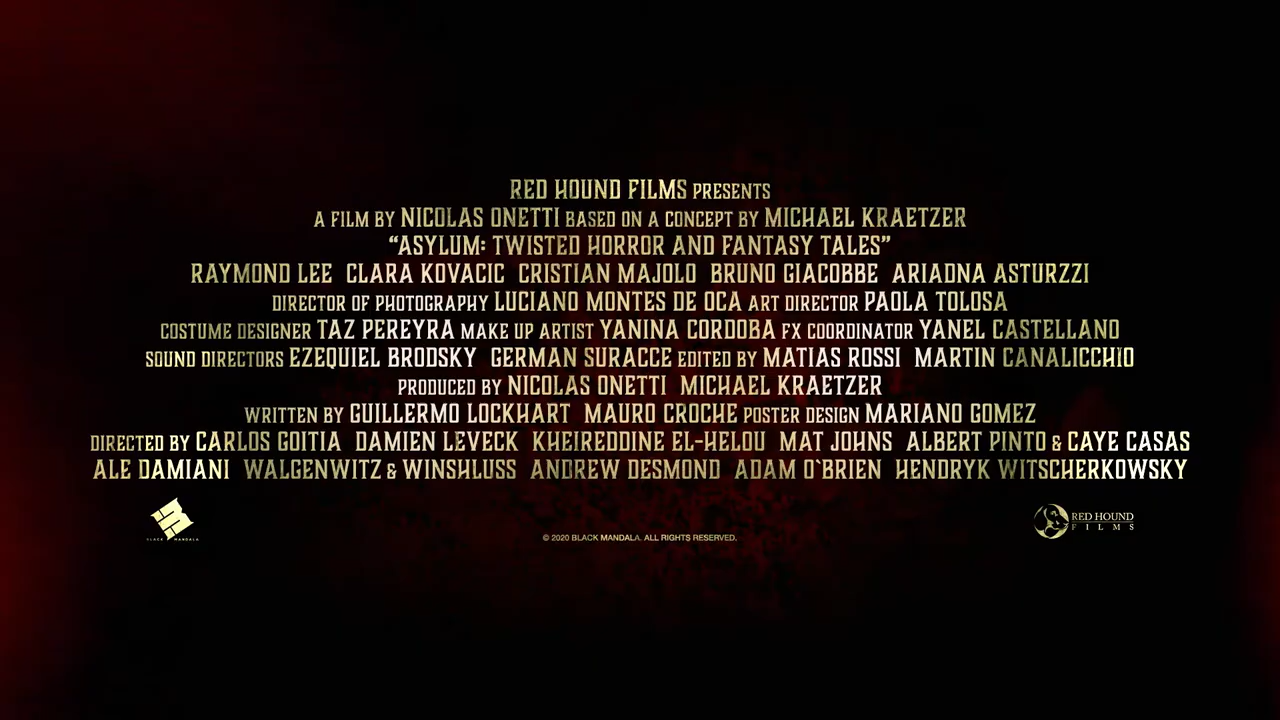 RED HOUND FILMS PRESENTS
A FILM BY NICOLAS ONETTI BASED ON A CONCEPT BY MICHAEL KRAETZER
“ASYLUM: TWISTED HORROR AND FANTASY TALES”
RAYMOND LEE CLARA KOVACIC CRISTIAN MAJOLO BRUNO GIACOBBE ARIADNA ASTURZZI
DIRECTOR OF PHOTOGRAPHY LUCIANO MONTES DE OCA ART DIRECTOR PAOLA TOLOSA
COSTUME DESIGNER TAZ PEREYRA MAKE UP ARTIST YANINA CORDOBA FX COORDINATOR YANEL CASTELLANO
SOUND DIRECTORS EZEQUIEL BRODSKY GERMAN SURACCE EDITED BY MATIAS ROSSI MARTIN CANALICCHIO
PRODUCED BY NICOLAS ONETTI MICHAEL KRAETZER
WRITTEN BY GUILLERMO LOCKHART MAURO CROCHE POSTER DESIGN MARIANO GOMEZ
DIRECTED BY CARLOS GOITIA DAMIEN LEVECK KHEIREDDINE EL-HELOU MAT JOHNS ALBERT PINTO & CAYE CASAS
ALE DAMIANI WALGENWITZ & WINSHLUSS ANDREW DESMOND ADAM O`BRIEN HENDRYK WITSCHERKOWSKY
BLACK MANDALA
© 2020 BLACK MANDALA. ALL RIGHTS RESERVED.
RED HOUND
FILMS